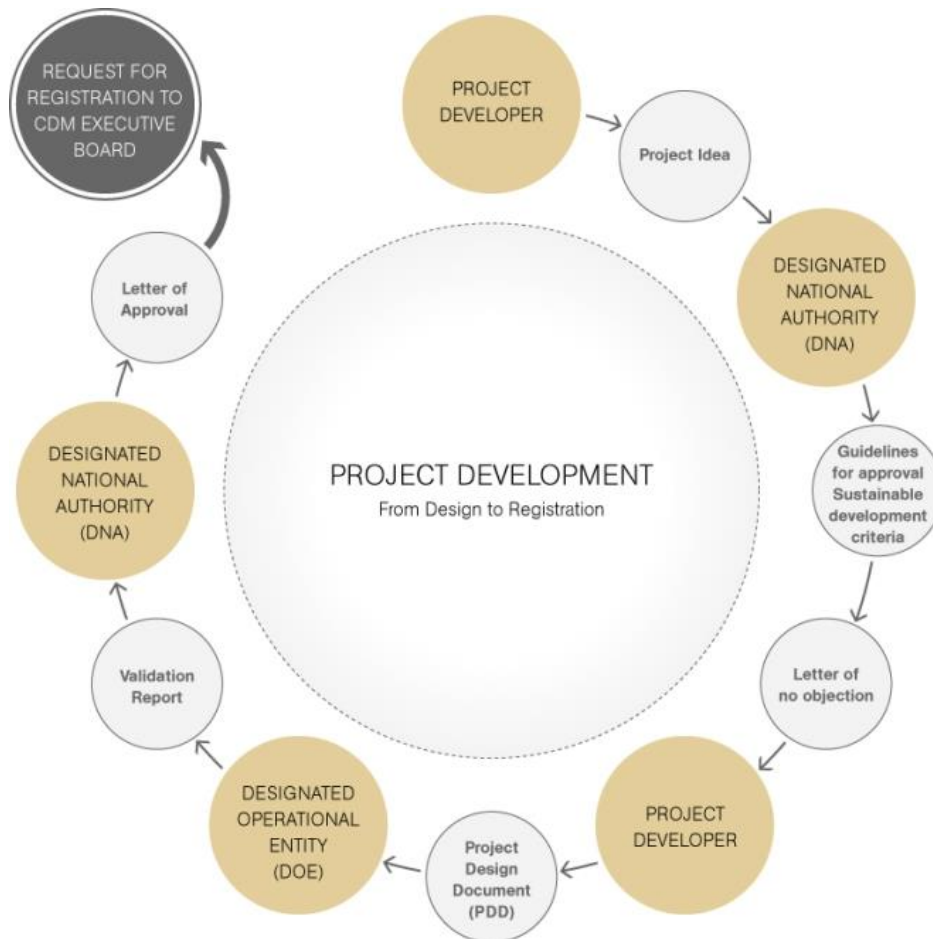 PROJECT
DEVELOPER
Project Idea
DESIGNATED
NATIONAL
AUTHORITY
(DNA)
Guidelines
for approval
Sustainable
development
criteria
Letter of
no objection
PROJECT
DEVELOPER
Project
Design
Document
(PDD)
DESIGNATED
OPERATIONAL
ENTITY
(DOE)
Validation
Report
DESIGNATED
NATIONAL
AUTHORITY
(DNA)
Letter of
Approval
REQUEST FOR
REGISTRATION TO
CDM EXECUTIVE
BOARD
PROJECT DEVELOPMENT
From Design to Registration